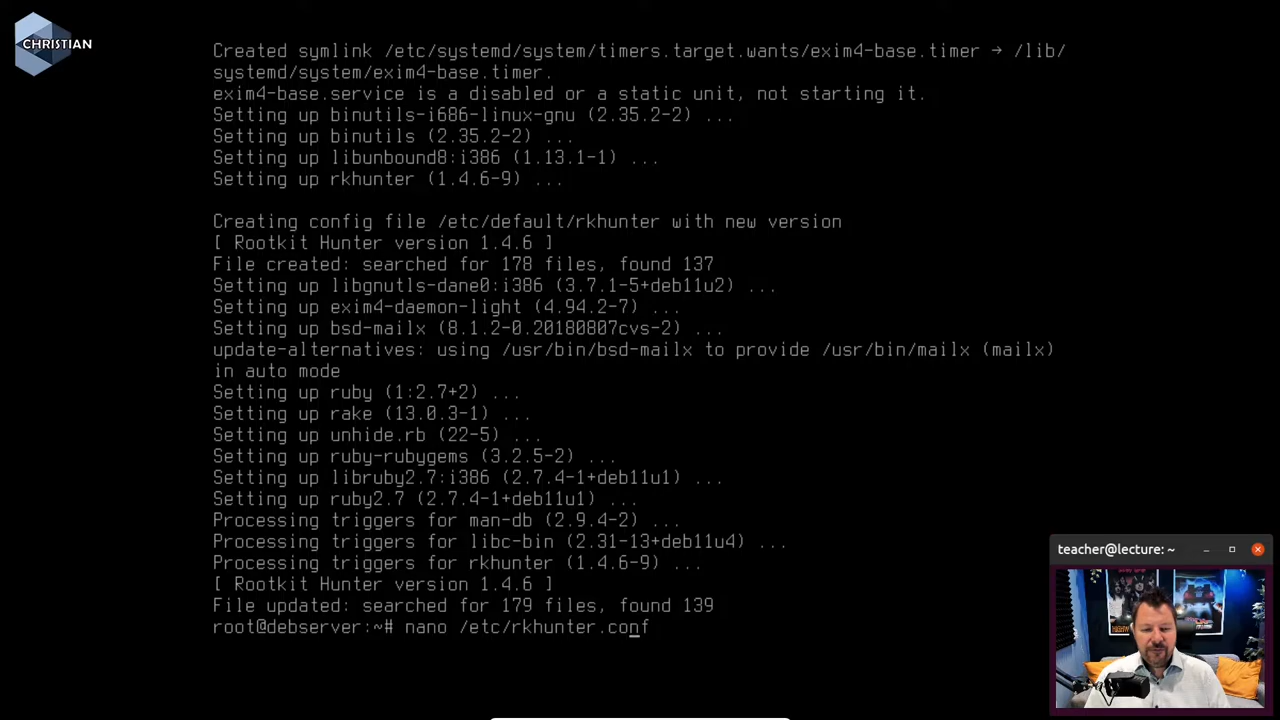 CHRISTIAN
Created symlink /etc/systemd/system/timers.target.wants/exim4-base.timer → /lib/
systemd/system/exim4-base.timer.
exim4-base.service is a disabled or a static unit, not starting it.
Setting up binutils-i686-linux-gnu (2.35.2-2) ...
Setting up binutils (2.35.2-2) ...
Setting up libunbound8:i386 (1.13.1-1) ...
Setting up rkhunter (1.4.6-9) ...
Creating config file /etc/default/rkhunter with new version
[ Rootkit Hunter version 1.4.6 ]
File created: searched for 178 files, found 137
Setting up libgnutls-dane0:i386 (3.7.1-5+deb11u2) ...
Setting up exim4-daemon-light (4.94.2-7) ...
Setting up bsd-mailx (8.1.2-0.20180807cvs-2) ...
update-alternatives: using /usr/bin/bsd-mailx to provide /usr/bin/mailx (mailx)
in auto mode
Setting up ruby (1:2.7+2) ...
Setting up rake (13.0.3-1) ...
Setting up unhide.rb (22-5) ...
Setting up ruby-rubygems (3.2.5-2) ...
Setting up libruby2.7:i386 (2.7.4-1+deb11u1) ...
Setting up ruby2.7 (2.7.4-1+deb11u1) ...
Processing triggers for man-db (2.9.4-2) ...
Processing triggers for libc-bin (2.31-13+deb11u4) ...
Processing triggers for rkhunter (1.4.6-9) ...
[ Rootkit Hunter version 1.4.6 ]
File updated: searched for 179 files, found 139
root@debserver:~# nano /etc/rkhunter.conf
teacher@lecture: ~